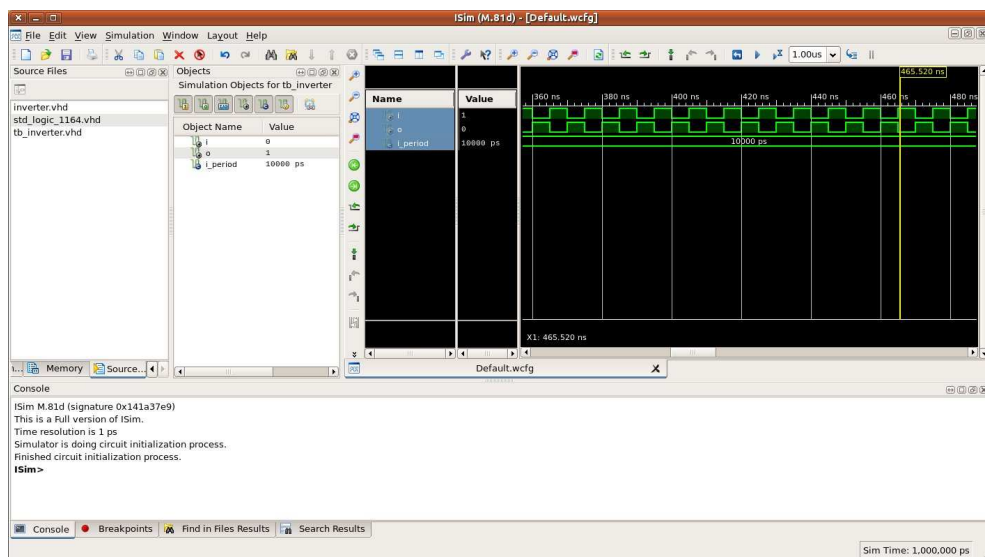 ISim (M.81d) - [Default.wcfg]
File Edit View Simulation Window Layout Help
1.00us
Source Files
inverter.vhd
std_logic_1164.vhd
tb_inverter.vhd
Memory
Source...
Objects
Simulation Objects for tb_inverter
Object Name Value
i 0
o 1
i_period 10000 ps
Name Value
i 1
o 0
i_period 10000 ps
465.520 ns
360 ns 380 ns 400 ns 420 ns 440 ns 460 ns 480 ns
10000 ps
X1: 465.520 ns
Default.wcfg
Console
ISim M.81d (signature 0x141a37e9)
This is a Full version of ISim.
Time resolution is 1 ps
Simulator is doing circuit initialization process.
Finished circuit initialization process.
ISim>
Console Breakpoints Find in Files Results Search Results
Sim Time: 1,000,000 ps